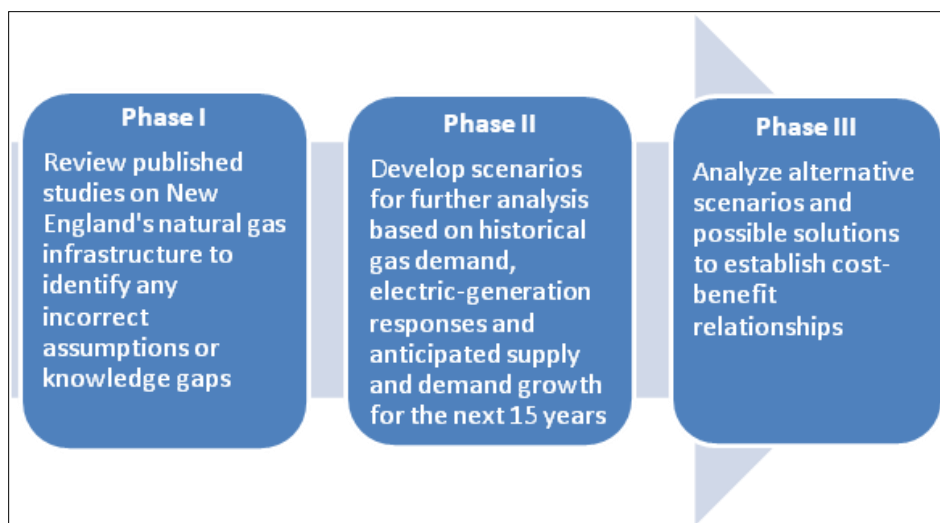 Phase I
Review published
studies on New
England's natural gas
infrastructure to
identify any
incorrect
assumptions or
knowledge gaps
Phase II
Develop scenarios
for further analysis
based on historical
gas demand,
electric-generation
responses and
anticipated supply
and demand growth
for the next 15 years
Phase III
Analyze alternative
scenarios and
possible solutions
to establish cost-
benefit
relationships